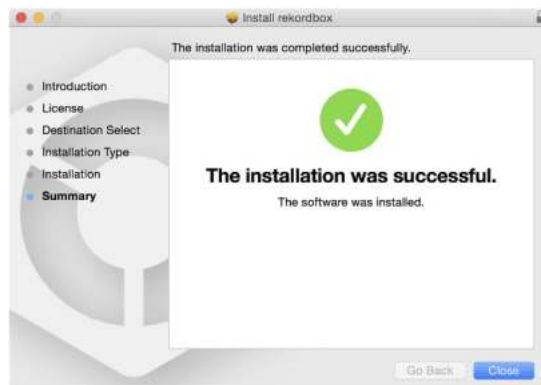 Install rekordbox
The installation was completed successfully.
Introduction
License
Destination Select
Installation Type
Installation
Summary
The installation was successful.
The software was installed.
Go Back
Close